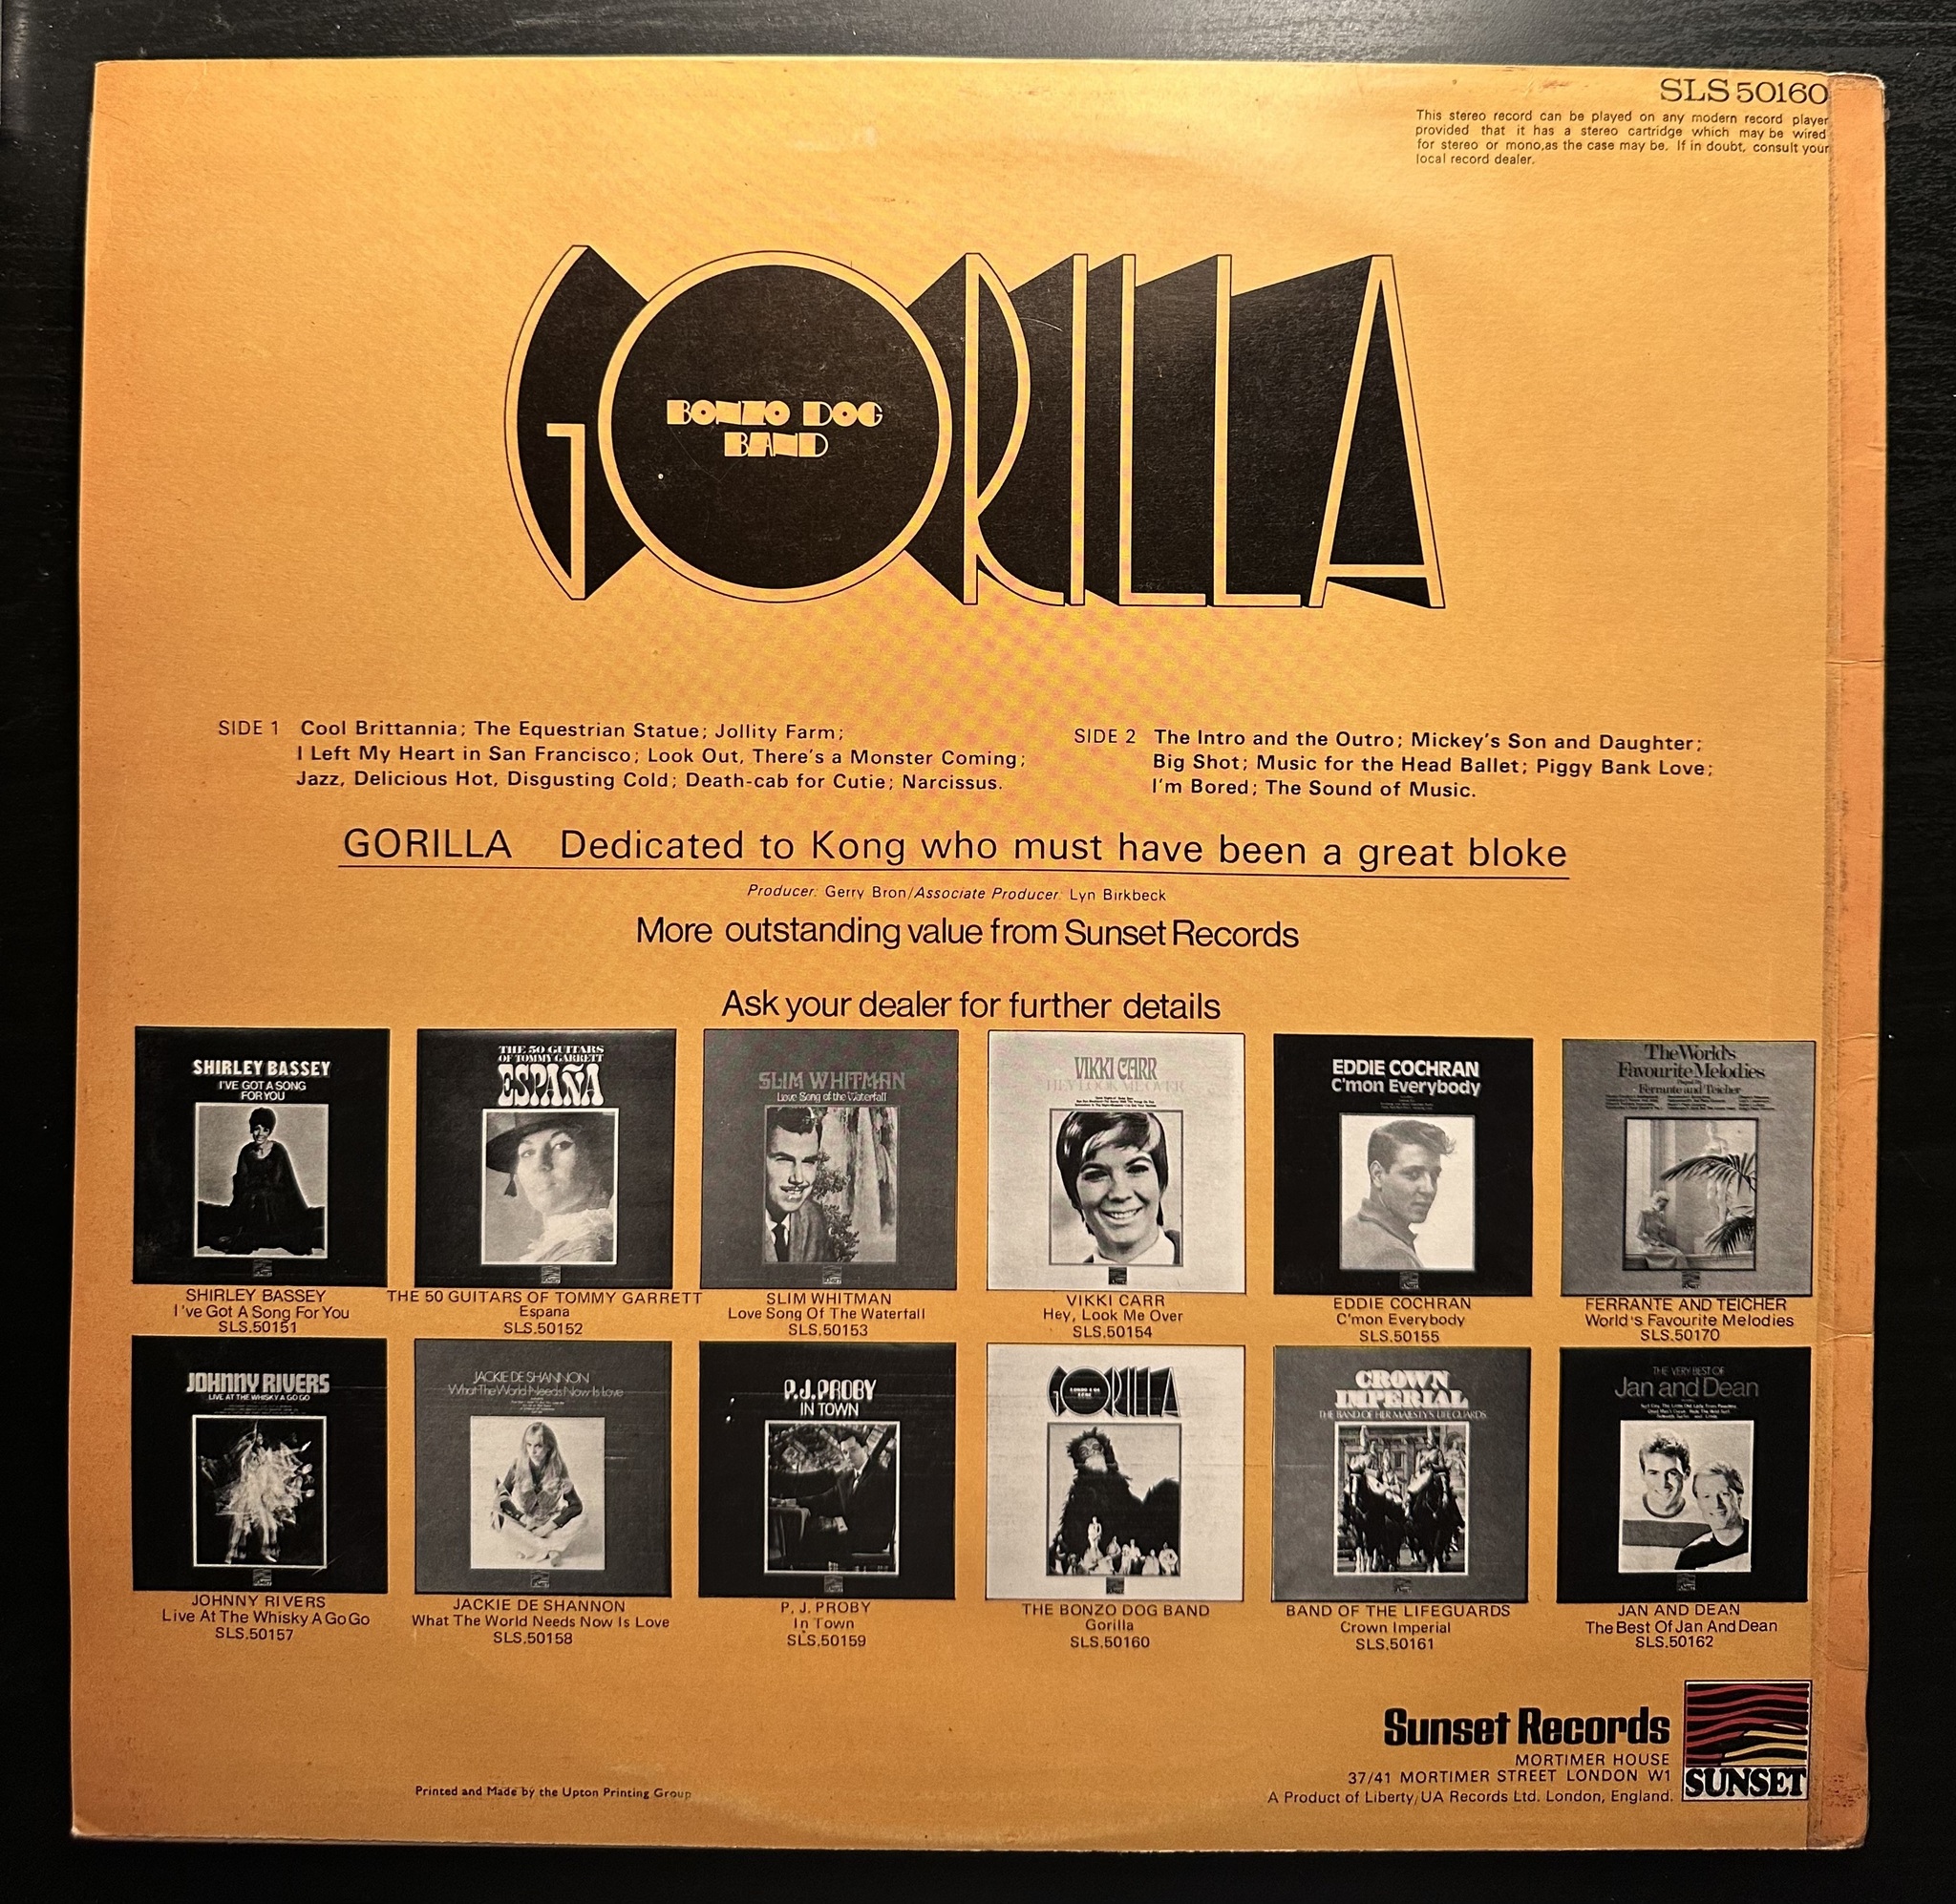 SLS 50160
This stereo record can be played on any modern record player
provided that it has a stereo cartridge which may be wired
for stereo or mono,as the case may be. If in doubt, consult your
local record dealer.
GORILLA
BONZO DOG
BAND
SIDE 1 Cool Brittannia; The Equestrian Statue; Jollity Farm;
I Left My Heart in San Francisco; Look Out, There's a Monster Coming;
Jazz, Delicious Hot, Disgusting Cold; Death-cab for Cutie; Narcissus.
SIDE 2 The Intro and the Outro; Mickey's Son and Daughter;
Big Shot; Music for the Head Ballet; Piggy Bank Love;
I'm Bored; The Sound of Music.
GORILLA Dedicated to Kong who must have been a great bloke
Producer: Gerry Bron/Associate Producer: Lyn Birkbeck
More outstanding value from Sunset Records
Ask your dealer for further details
SHIRLEY BASSEY
I'VE GOT A SONG
FOR YOU
SHIRLEY BASSEY
I've Got A Song For You
SLS.50151
THE 50 GUITARS
OF TOMMY GARRETT
ESPAÑA
THE 50 GUITARS OF TOMMY GARRETT
Espana
SLS.50152
SLIM WHITMAN
Love Song of the Waterfall
SLIM WHITMAN
Love Song Of The Waterfall
SLS.50153
VIKKI CARR
HEY LOOK ME OVER
VIKKI CARR
Hey, Look Me Over
SLS.50154
EDDIE COCHRAN
C'mon Everybody
EDDIE COCHRAN
C'mon Everybody
SLS.50155
The World's
Favourite Melodies
Ferrante and Teicher
FERRANTE AND TEICHER
World's Favourite Melodies
SLS.50170
JOHNNY RIVERS
LIVE AT THE WHISKY A GO GO
JOHNNY RIVERS
Live At The Whisky A Go Go
SLS.50157
JACKIE DE SHANNON
What The World Needs Now Is Love
JACKIE DE SHANNON
What The World Needs Now Is Love
SLS.50158
P.J. PROBY
IN TOWN
P. J. PROBY
In Town
SLS.50159
GORILLA
THE BONZO DOG BAND
Gorilla
SLS.50160
CROWN
IMPERIAL
THE BAND OF HER MAJESTY'S LIFEGUARDS
BAND OF THE LIFEGUARDS
Crown Imperial
SLS.50161
THE VERY BEST OF
Jan and Dean
JAN AND DEAN
The Best Of Jan And Dean
SLS.50162
Sunset Records
MORTIMER HOUSE
37/41 MORTIMER STREET LONDON W1
A Product of Liberty/UA Records Ltd. London, England.
SUNSET
Printed and Made by the Upton Printing Group